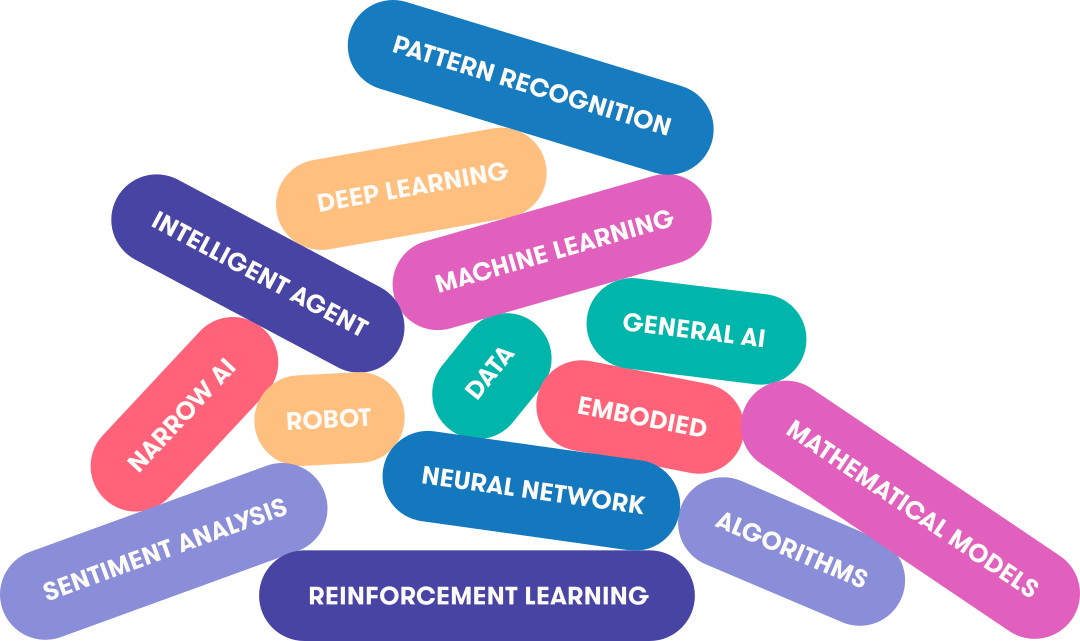 PATTERN RECOGNITION
DEEP LEARNING
INTELLIGENT AGENT
MACHINE LEARNING
GENERAL AI
NARROW AI
ROBOT
DATA
EMBODIED
MATHEMATICAL MODELS
NEURAL NETWORK
SENTIMENT ANALYSIS
ALGORITHMS
REINFORCEMENT LEARNING